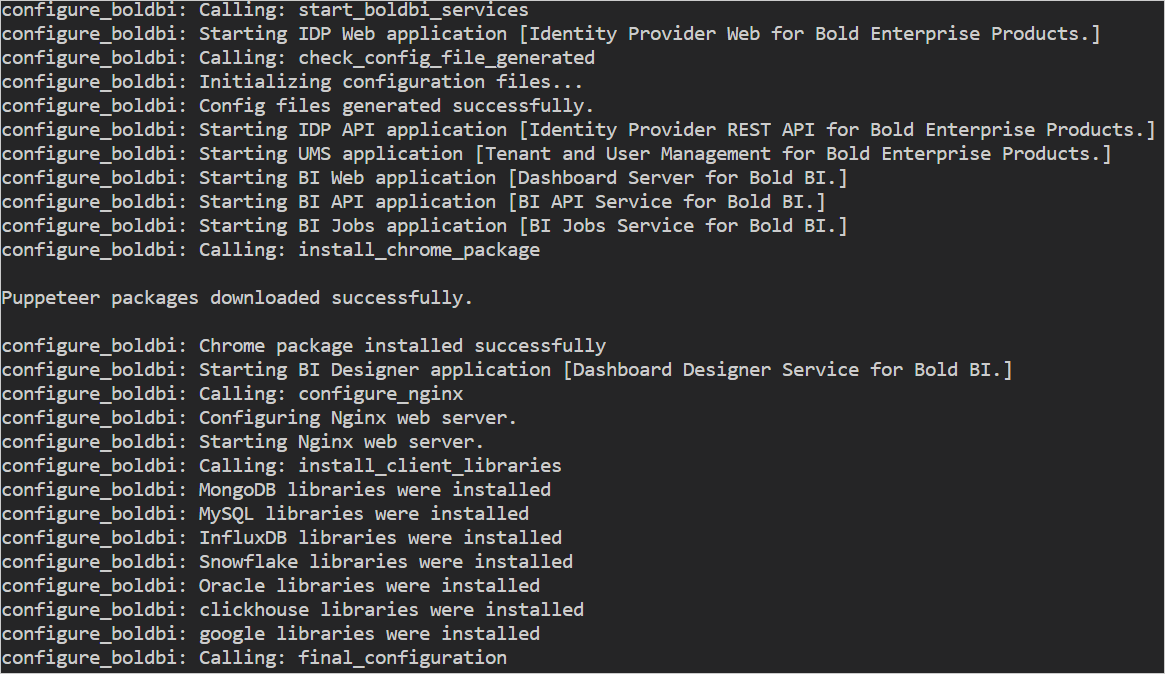 configure_boldbi: Calling: start_boldbi_services
configure_boldbi: Starting IDP Web application [Identity Provider Web for Bold Enterprise Products.]
configure_boldbi: Calling: check_config_file_generated
configure_boldbi: Initializing configuration files...
configure_boldbi: Config files generated successfully.
configure_boldbi: Starting IDP API application [Identity Provider REST API for Bold Enterprise Products.]
configure_boldbi: Starting UMS application [Tenant and User Management for Bold Enterprise Products.]
configure_boldbi: Starting BI Web application [Dashboard Server for Bold BI.]
configure_boldbi: Starting BI API application [BI API Service for Bold BI.]
configure_boldbi: Starting BI Jobs application [BI Jobs Service for Bold BI.]
configure_boldbi: Calling: install_chrome_package
Puppeteer packages downloaded successfully.
configure_boldbi: Chrome package installed successfully
configure_boldbi: Starting BI Designer application [Dashboard Designer Service for Bold BI.]
configure_boldbi: Calling: configure_nginx
configure_boldbi: Configuring Nginx web server.
configure_boldbi: Starting Nginx web server.
configure_boldbi: Calling: install_client_libraries
configure_boldbi: MongoDB libraries were installed
configure_boldbi: MySQL libraries were installed
configure_boldbi: InfluxDB libraries were installed
configure_boldbi: Snowflake libraries were installed
configure_boldbi: Oracle libraries were installed
configure_boldbi: clickhouse libraries were installed
configure_boldbi: google libraries were installed
configure_boldbi: Calling: final_configuration